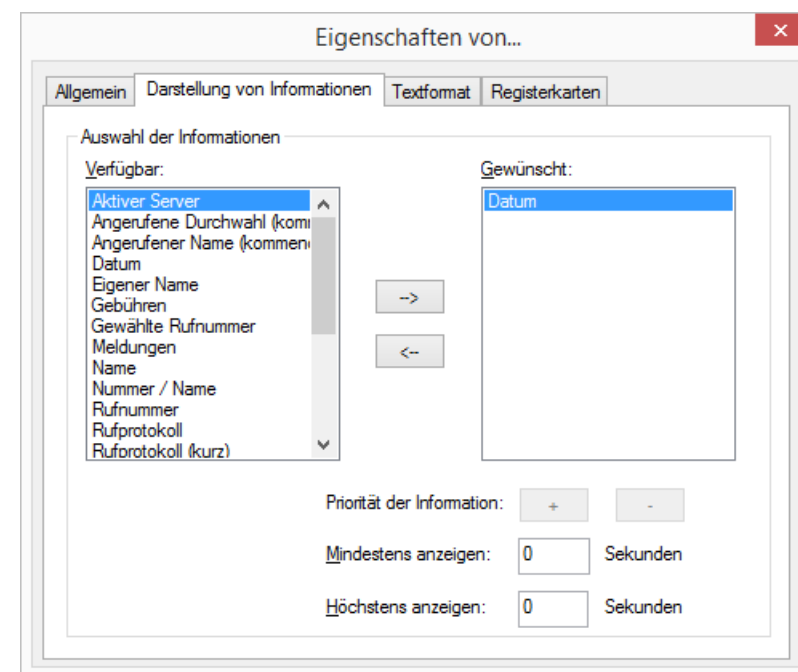 Eigenschaften von...
Allgemein Darstellung von Informationen Textformat Registerkarten
Auswahl der Informationen
Verfügbar: Gewünscht:
Aktiver Server Datum
Angerufene Durchwahl (kom
Angerufener Name (kommen
Datum
Eigener Name
Gebühren
-->
Gewählte Rufnummer
Meldungen
<--
Name
Nummer / Name
Rufnummer
Rufprotokoll
Rufprotokoll (kurz)
Priorität der Information: + -
Mindestens anzeigen: 0 Sekunden
Höchstens anzeigen: 0 Sekunden